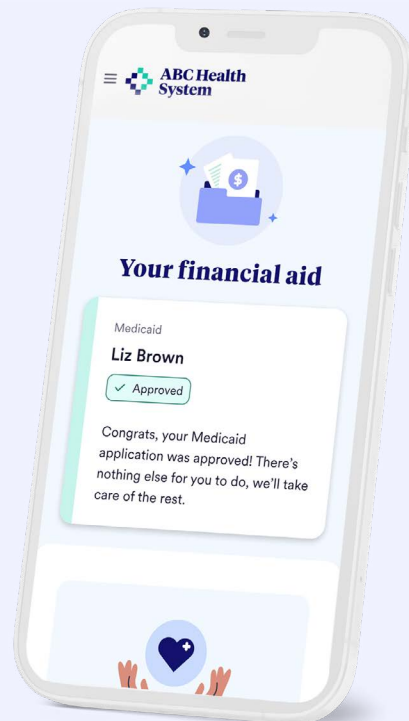 ABC Health
System
Your financial aid
Medicaid
Liz Brown
Approved
Congrats, your Medicaid
application was approved! There's
nothing else for you to do, we'll take
care of the rest.